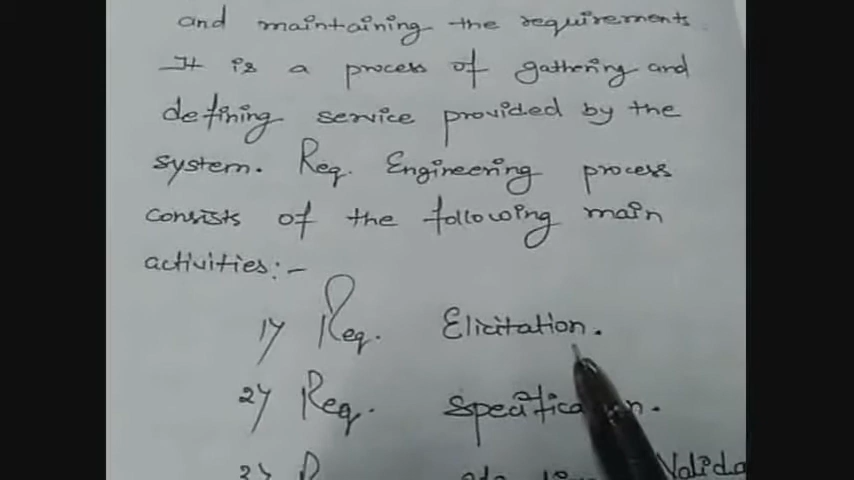 and maintaining the requirements
It is a process of gathering and
defining service provided by the
system. Req. Engineering process
consists of the following main
activities:-
1) Req. Elicitation.
2) Req. Specification.